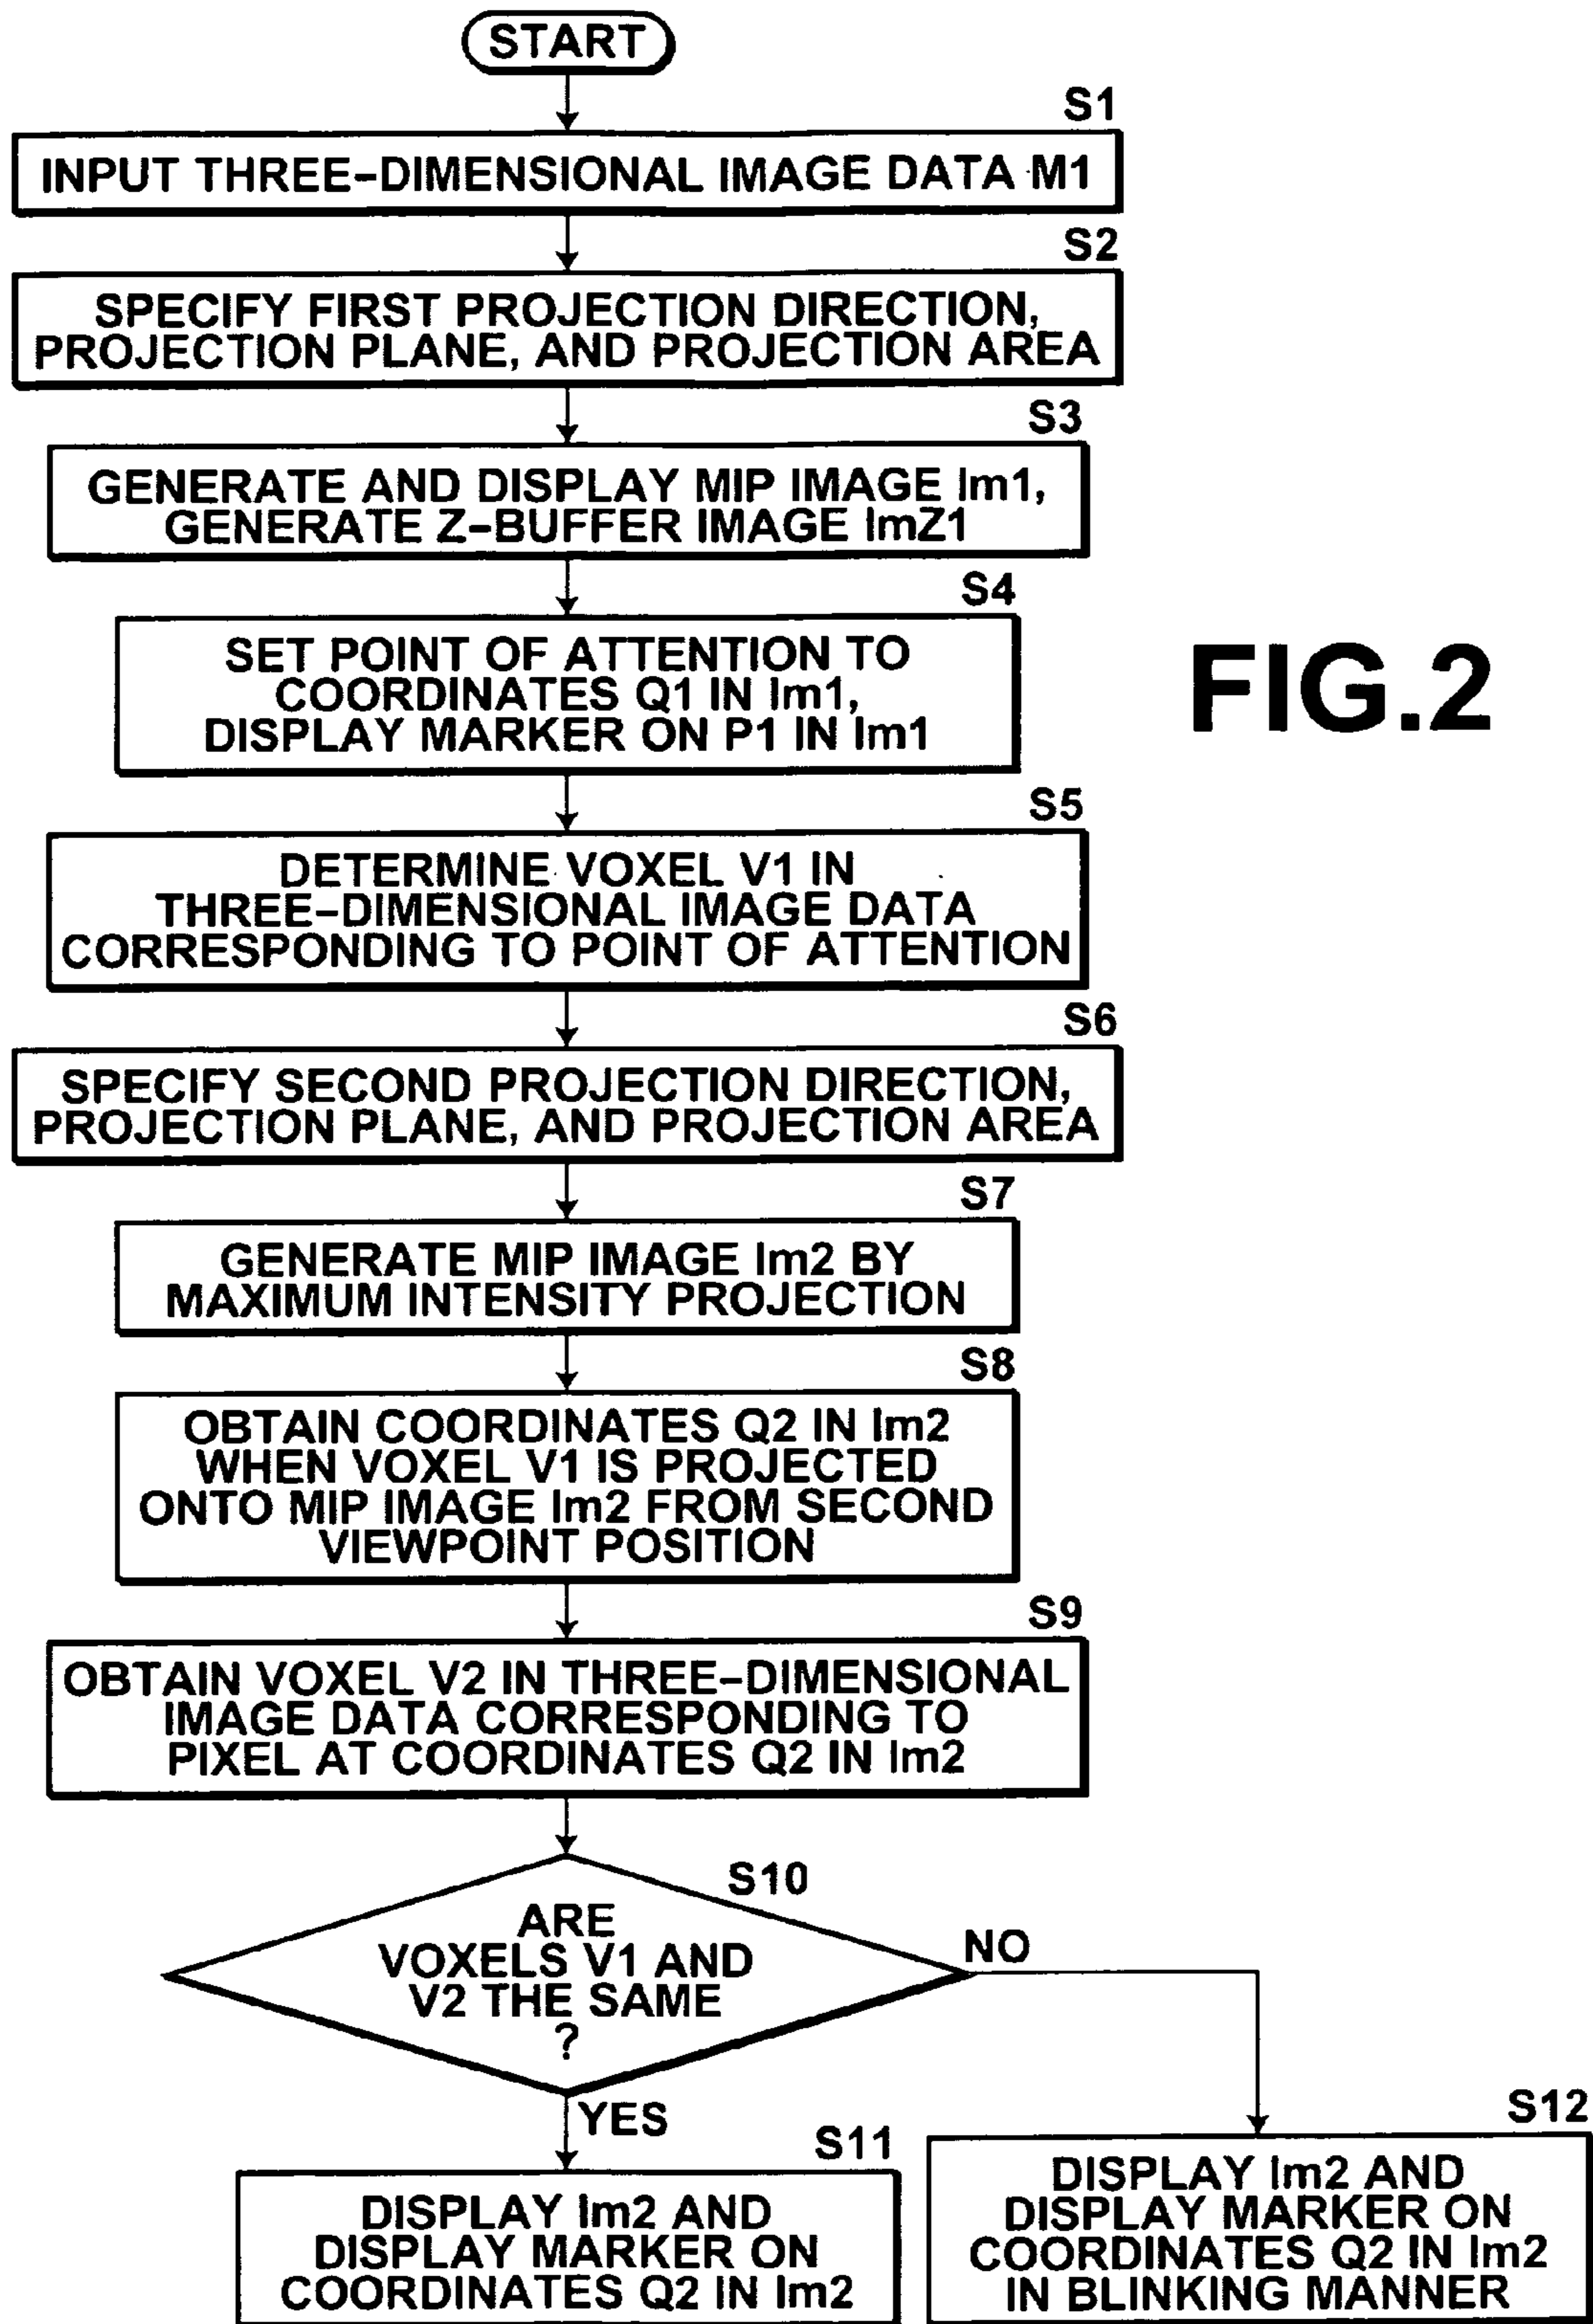 START
S1
INPUT THREE-DIMENSIONAL IMAGE DATA M1
S2
SPECIFY FIRST PROJECTION DIRECTION,
PROJECTION PLANE, AND PROJECTION AREA
S3
GENERATE AND DISPLAY MIP IMAGE Im1,
GENERATE Z-BUFFER IMAGE ImZ1
S4
SET POINT OF ATTENTION TO
COORDINATES Q1 IN Im1,
DISPLAY MARKER ON P1 IN Im1
FIG.2
S5
DETERMINE VOXEL V1 IN
THREE-DIMENSIONAL IMAGE DATA
CORRESPONDING TO POINT OF ATTENTION
S6
SPECIFY SECOND PROJECTION DIRECTION,
PROJECTION PLANE, AND PROJECTION AREA
S7
GENERATE MIP IMAGE Im2 BY
MAXIMUM INTENSITY PROJECTION
S8
OBTAIN COORDINATES Q2 IN Im2
WHEN VOXEL V1 IS PROJECTED
ONTO MIP IMAGE Im2 FROM SECOND
VIEWPOINT POSITION
S9
OBTAIN VOXEL V2 IN THREE-DIMENSIONAL
IMAGE DATA CORRESPONDING TO
PIXEL AT COORDINATES Q2 IN Im2
S10
ARE
VOXELS V1 AND
V2 THE SAME
?
NO
YES
S11
DISPLAY Im2 AND
DISPLAY MARKER ON
COORDINATES Q2 IN Im2
S12
DISPLAY Im2 AND
DISPLAY MARKER ON
COORDINATES Q2 IN Im2
IN BLINKING MANNER